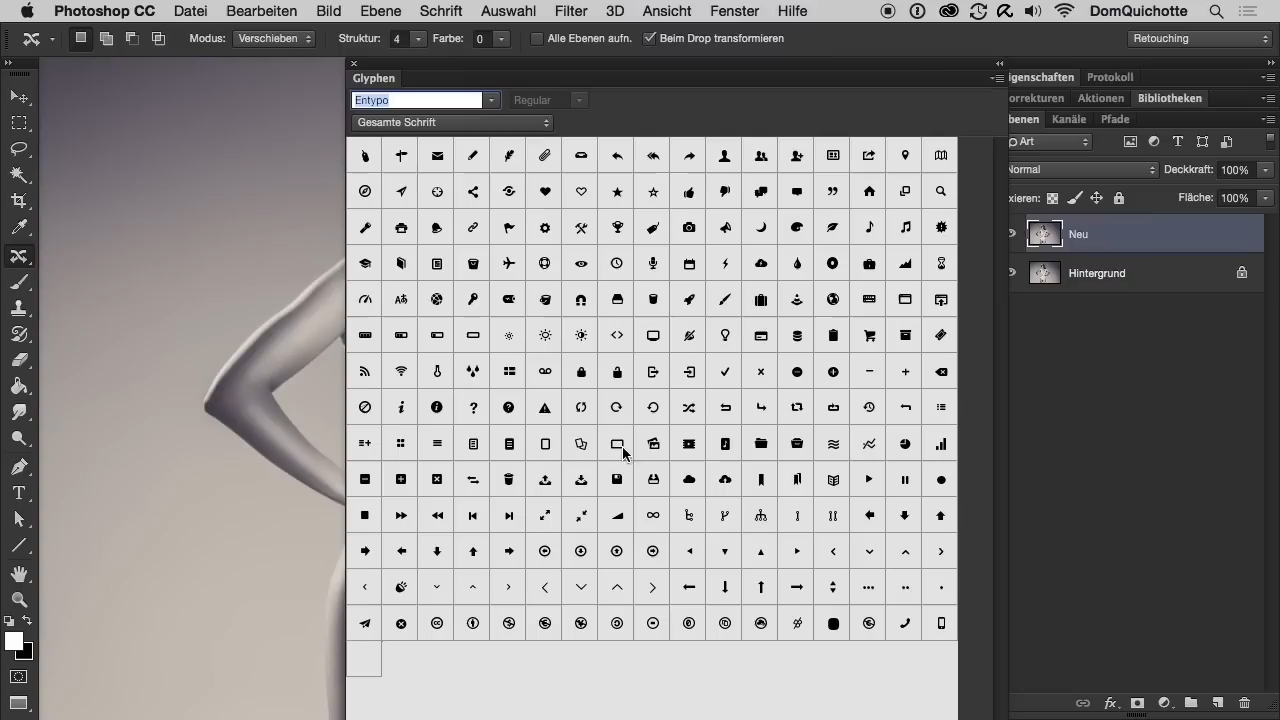 Photoshop CC Datei Bearbeiten Bild Ebene Schrift Auswahl Filter 3D Ansicht Fenster Hilfe DomQuichotte
Modus: Verschieben Struktur: 4 Farbe: 0 Alle Ebenen aufn. Beim Drop transformieren Retouching
Glyphen
Entypo Regular
Gesamte Schrift
igenschaften Protokoll
orrekturen Aktionen Bibliotheken
benen Kanäle Pfade
Art
Normal Deckkraft: 100%
xieren: Fläche: 100%
Neu
Hintergrund